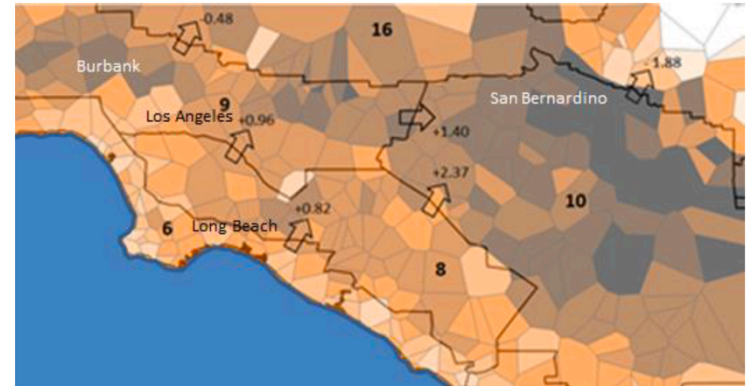 -0.48
16
Burbank
- 1.88
San Bernardino
9
Los Angeles
+0.96
+1.40
+2.37
10
+0.82
6
Long Beach
8